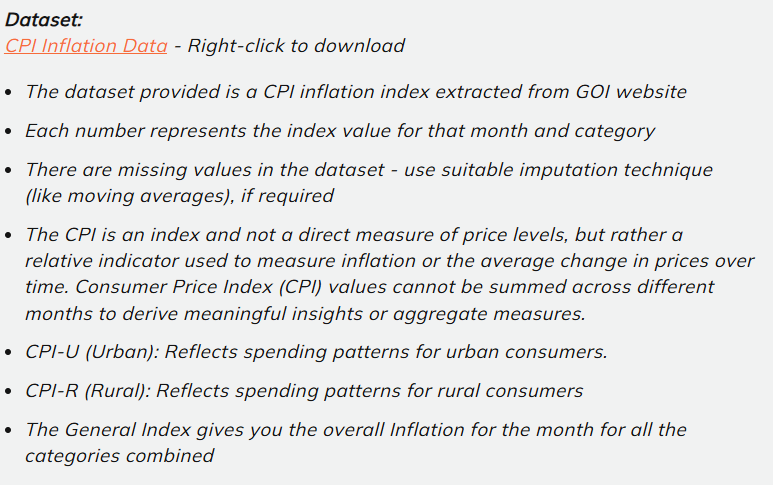 Dataset:
CPI Inflation Data - Right-click to download
• The dataset provided is a CPI inflation index extracted from GOI website
• Each number represents the index value for that month and category
• There are missing values in the dataset - use suitable imputation technique
(like moving averages), if required
• The CPI is an index and not a direct measure of price levels, but rather a
relative indicator used to measure inflation or the average change in prices over
time. Consumer Price Index (CPI) values cannot be summed across different
months to derive meaningful insights or aggregate measures.
• CPI-U (Urban): Reflects spending patterns for urban consumers.
• CPI-R (Rural): Reflects spending patterns for rural consumers
• The General Index gives you the overall Inflation for the month for all the
categories combined